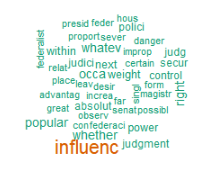 hous
presid feder polici
proport sever danger
federalist within whatev judg
judici next improp certain secur
relat occa weight control
place leav desir form right
advantag increa singl magistr
great absolut far
observ senat possibl
popular confederaci power
whether judgment
influenc